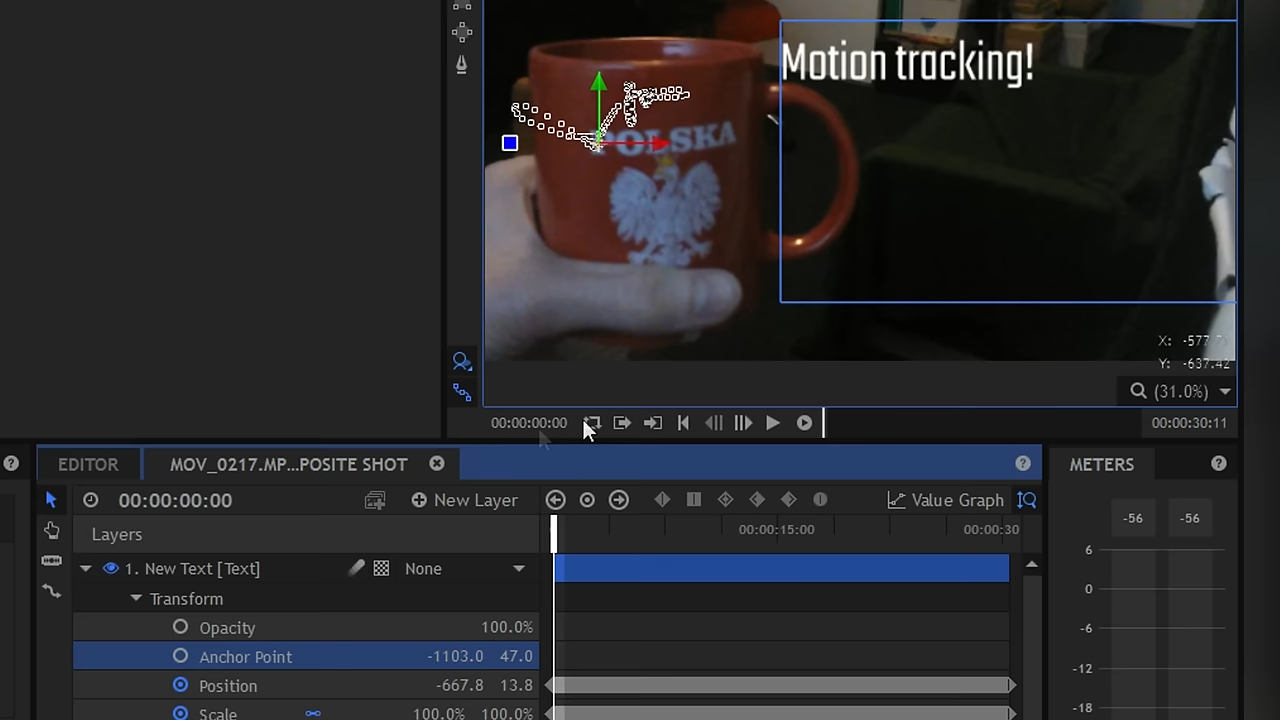 Motion tracking!
POLSKA
X: -577.7
Y: -637.42
(31.0%)
00:00:00:00
00:00:30:11
EDITOR
MOV_0217.MP...POSITE SHOT
METERS
00:00:00:00
New Layer
Value Graph
-56 -56
Layers
00:00:15:00
00:00:30
6
1. New Text [Text]
None
0
Transform
Opacity
100.0%
-6
Anchor Point
-1103.0 47.0
-12
Position
-667.8 13.8
Scale
100.0% 100.0%
-18